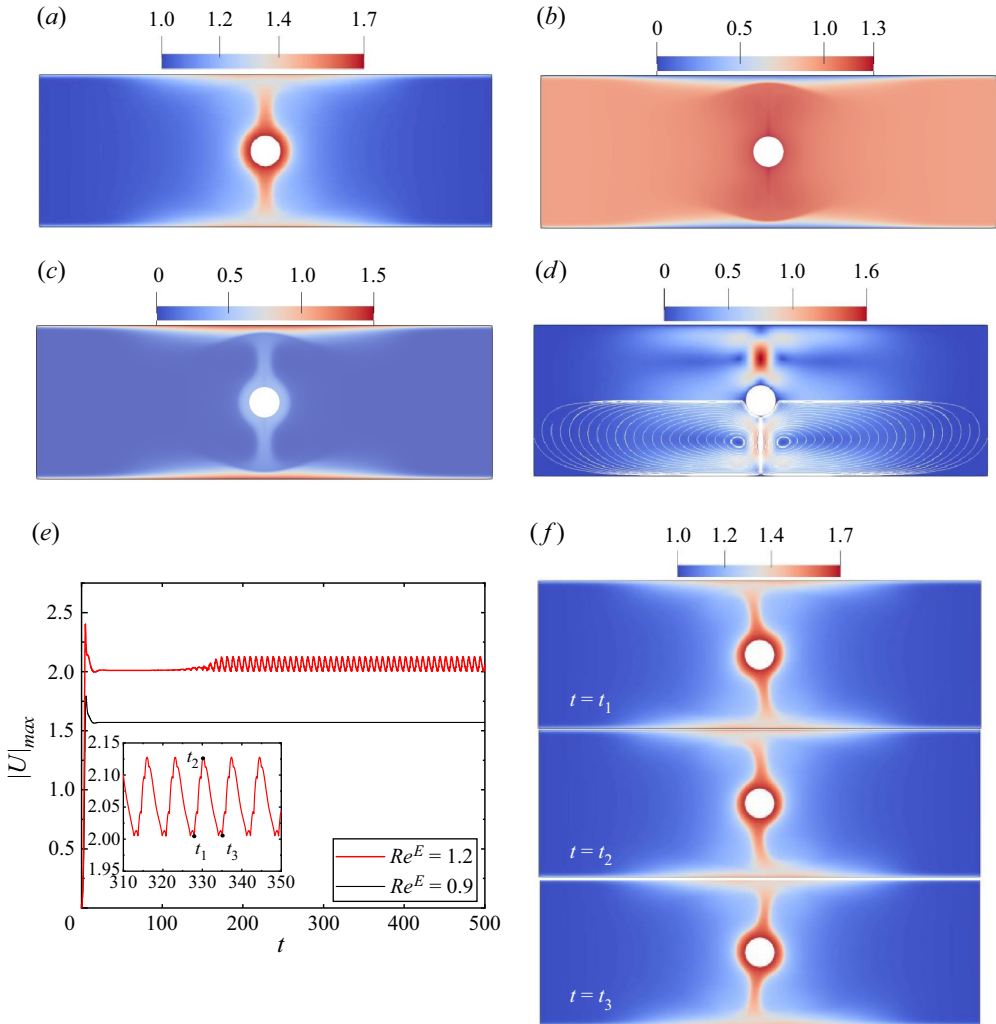 (a)
1.0 1.2 1.4 1.7
(b)
0 0.5 1.0 1.3
(c)
0 0.5 1.0 1.5
(d)
0 0.5 1.0 1.6
(e)
|U|max
2.5
2.0
1.5
1.0
0.5
0 100 200 300 400 500
t
2.15
2.10
2.05
2.00
1.95
310 320 330 340 350
t2
t1
t3
Re^E = 1.2
Re^E = 0.9
(f)
1.0 1.2 1.4 1.7
t = t1
t = t2
t = t3